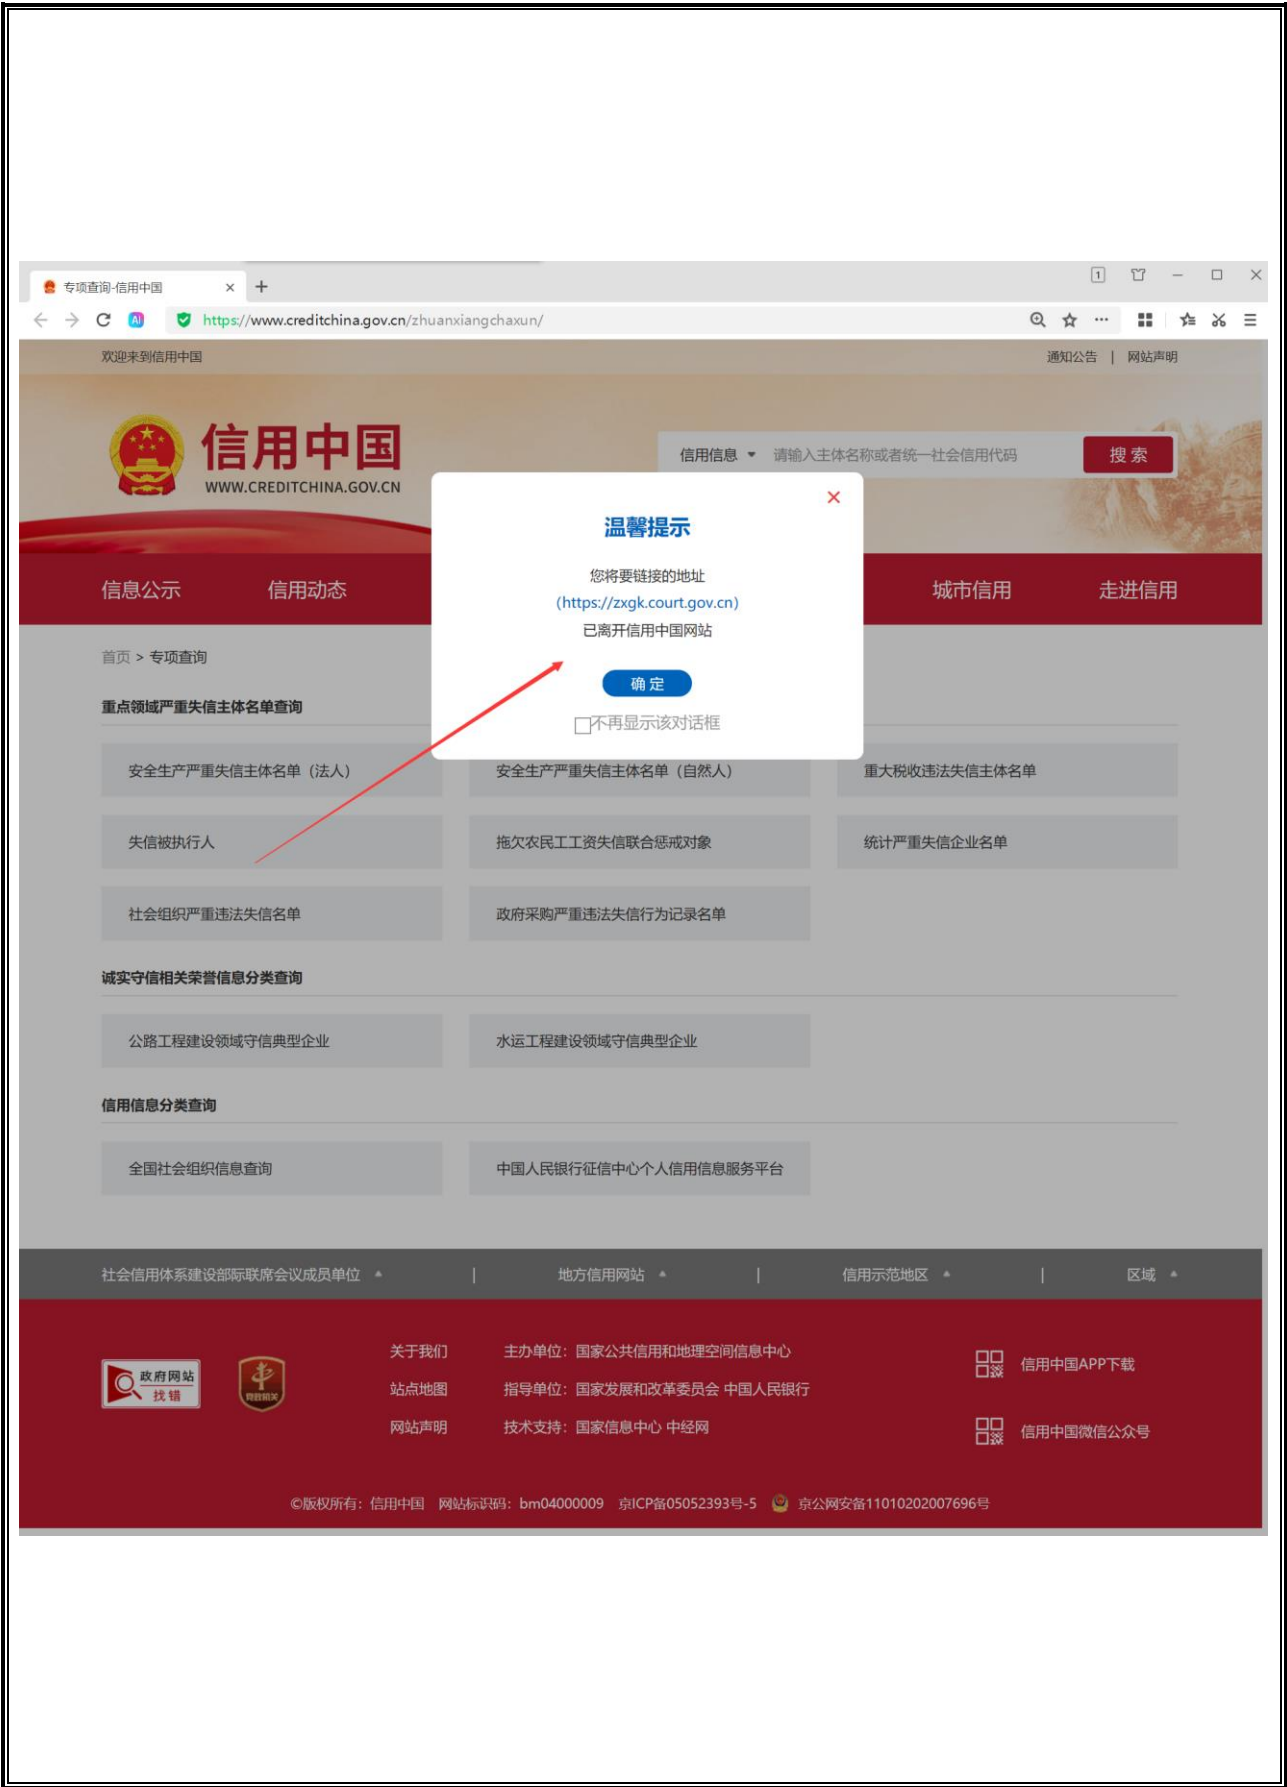 专项查询-信用中国
https://www.creditchina.gov.cn/zhuanxiangchaxun/
欢迎来到信用中国
通知公告 | 网站声明
信用中国
WWW.CREDITCHINA.GOV.CN
信用信息 请输入主体名称或者统一社会信用代码 搜索
温馨提示
您将要链接的地址
(https://zxgk.court.gov.cn)
已离开信用中国网站
确定
不再显示该对话框
信息公示 信用动态 城市信用 走进信用
首页 > 专项查询
重点领域严重失信主体名单查询
安全生产严重失信主体名单（法人） 安全生产严重失信主体名单（自然人） 重大税收违法失信主体名单
失信被执行人 拖欠农民工工资失信联合惩戒对象 统计严重失信企业名单
社会组织严重违法失信名单 政府采购严重违法失信行为记录名单
诚实守信相关荣誉信息分类查询
公路工程建设领域守信典型企业 水运工程建设领域守信典型企业
信用信息分类查询
全国社会组织信息查询 中国人民银行征信中心个人信用信息服务平台
社会信用体系建设部际联席会议成员单位 | 地方信用网站 | 信用示范地区 | 区域
政府网站
找错
党政机关
关于我们 主办单位：国家公共信用和地理空间信息中心
站点地图 指导单位：国家发展和改革委员会 中国人民银行
网站声明 技术支持：国家信息中心 中经网
信用中国APP下载
信用中国微信公众号
©版权所有：信用中国 网站标识码：bm04000009 京ICP备05052393号-5 京公网安备11010202007696号